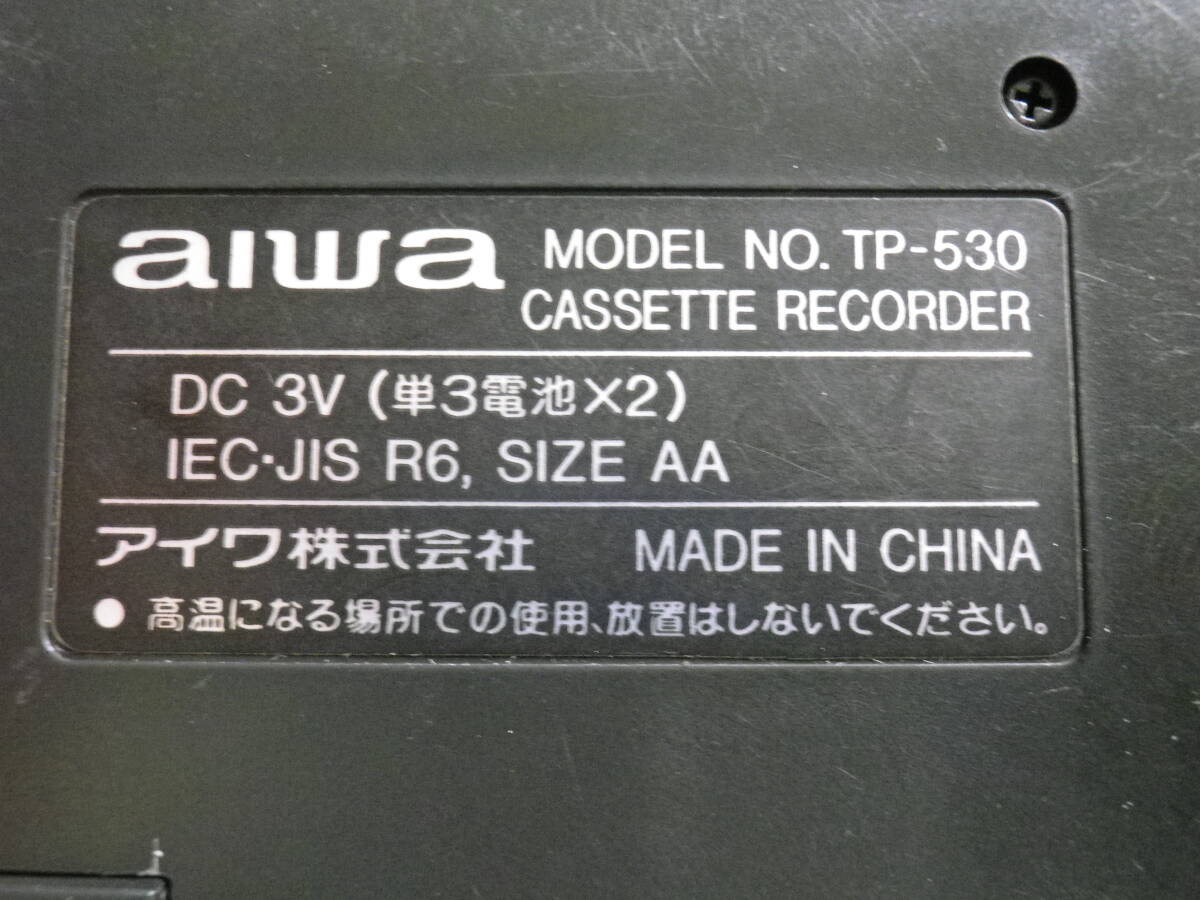 aiwa MODEL NO. TP-530
CASSETTE RECORDER
DC 3V (単3電池×2)
IEC·JIS R6, SIZE AA
アイワ株式会社 MADE IN CHINA
●高温になる場所での使用、放置はしないでください。